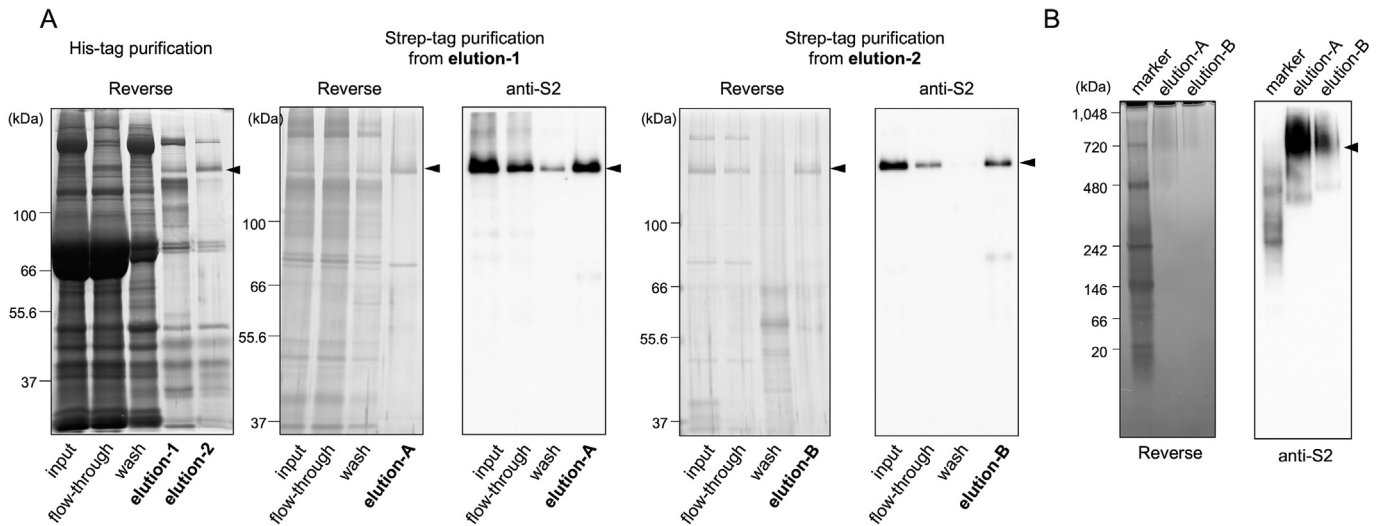 A
His-tag purification
Reverse
(kDa)
100
66
55.6
37
input
flow-through
wash
elution-1
elution-2
Strep-tag purification
from elution-1
Reverse
(kDa)
100
66
55.6
37
input
flow-through
wash
elution-A
anti-S2
input
flow-through
wash
elution-A
Strep-tag purification
from elution-2
Reverse
(kDa)
100
66
55.6
37
input
flow-through
wash
elution-B
anti-S2
input
flow-through
wash
elution-B
B
marker
elution-A
elution-B
(kDa)
1,048
720
480
242
146
66
20
Reverse
marker
elution-A
elution-B
anti-S2